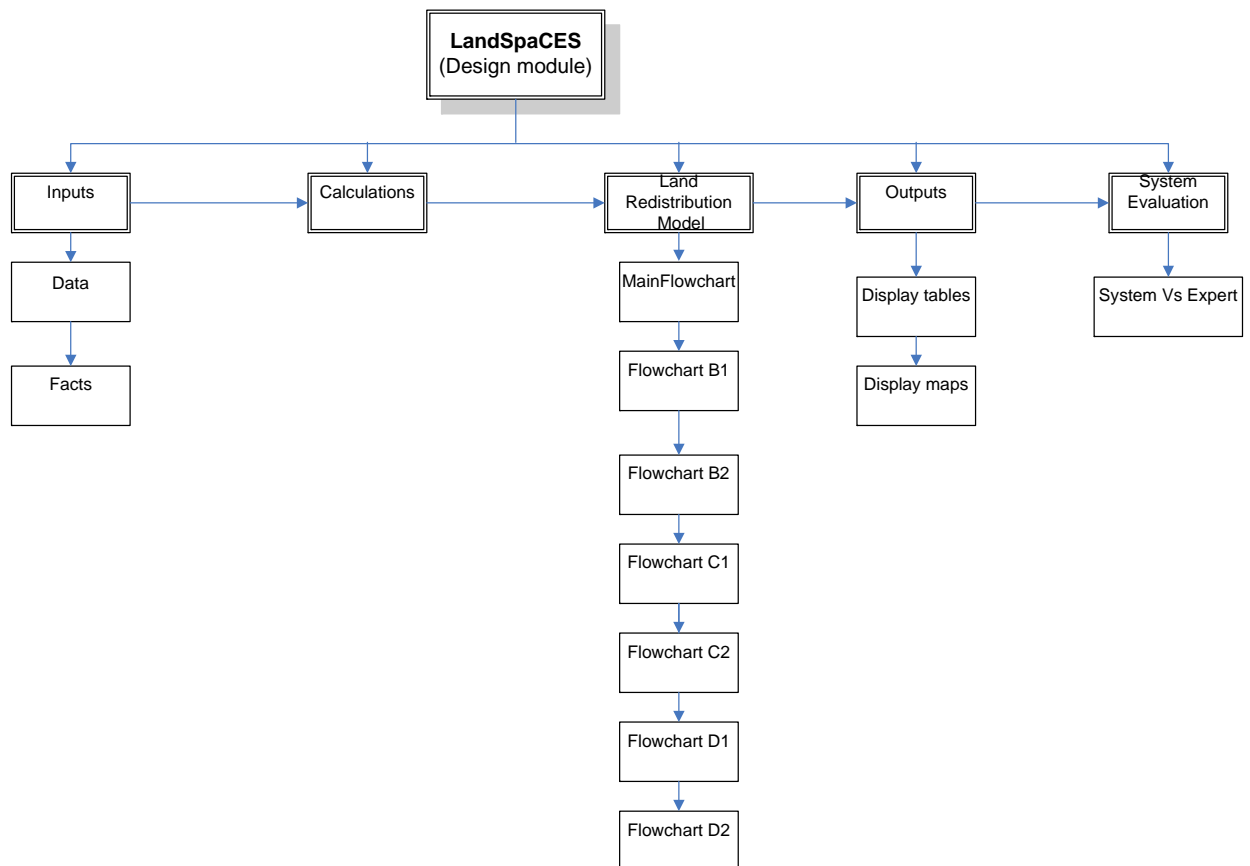 LandSpaCES
(Design module)
Inputs
Calculations
Land
Redistribution
Model
Outputs
System
Evaluation
Data
MainFlowchart
Display tables
System Vs Expert
Facts
Flowchart B1
Display maps
Flowchart B2
Flowchart C1
Flowchart C2
Flowchart D1
Flowchart D2